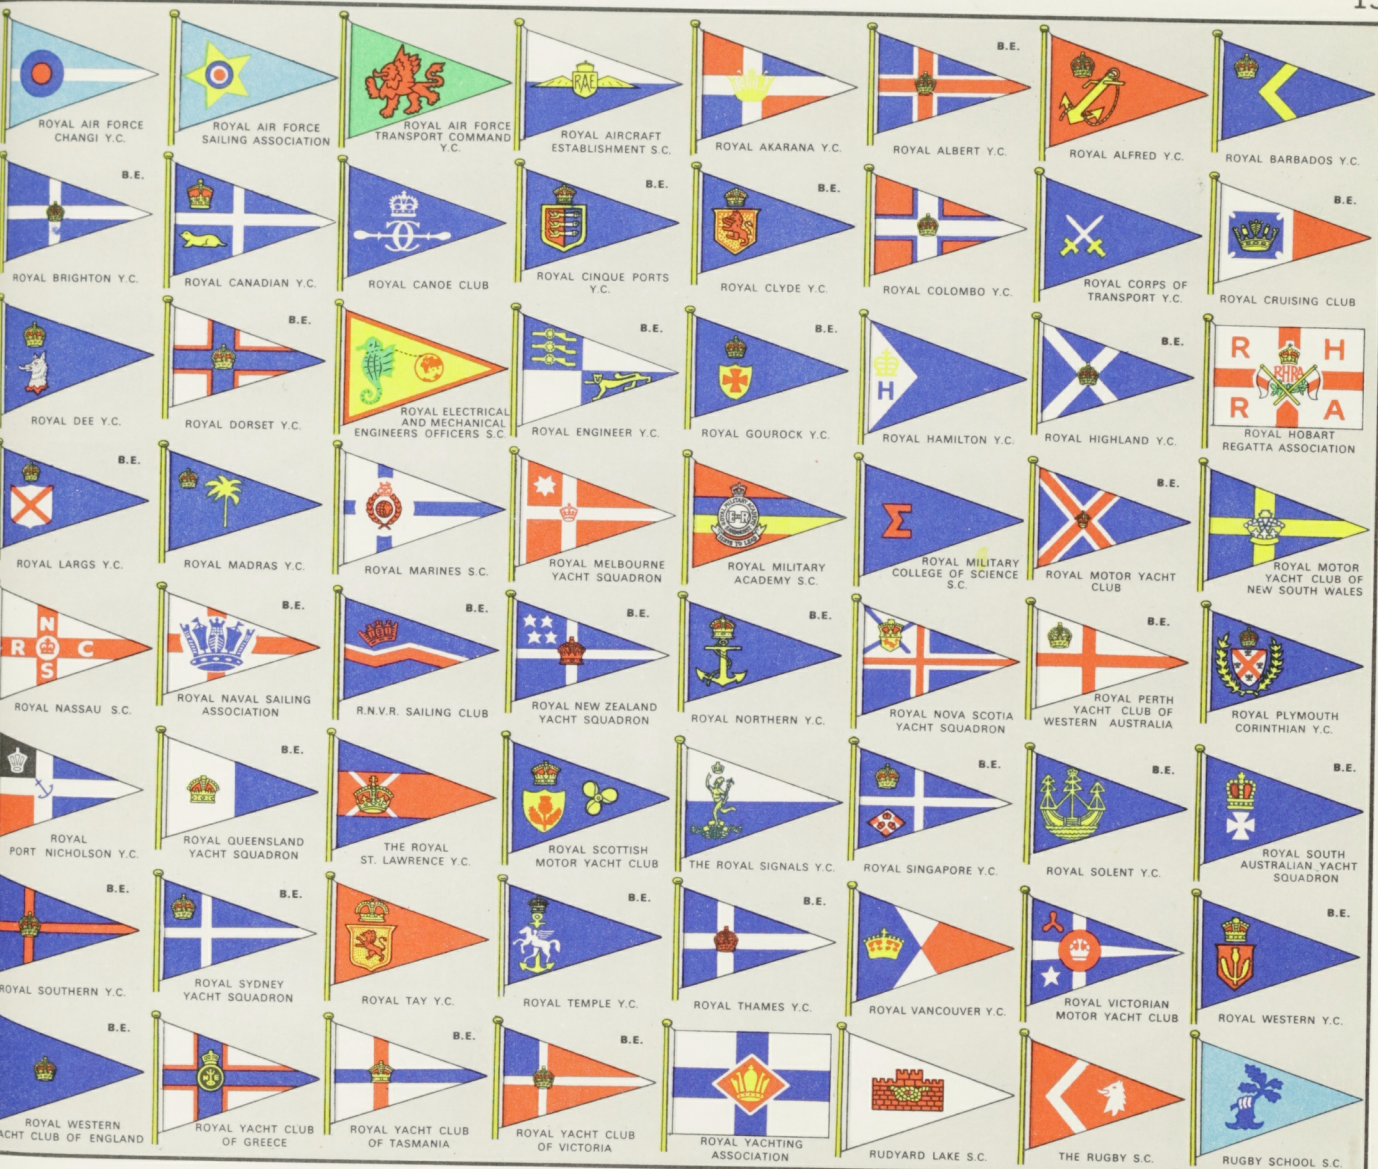 B.E.
ROYAL AIR FORCE
CHANGI Y.C.
ROYAL AIR FORCE
SAILING ASSOCIATION
ROYAL AIR FORCE
TRANSPORT COMMAND
Y.C.
RAE
ROYAL AIRCRAFT
ESTABLISHMENT S.C.
ROYAL AKARANA Y.C.
ROYAL ALBERT Y.C.
ROYAL ALFRED Y.C.
ROYAL BARBADOS Y.C.
B.E.
B.E.
B.E.
B.E.
ROYAL BRIGHTON Y.C.
ROYAL CANADIAN Y.C.
ROYAL CANOE CLUB
ROYAL CINQUE PORTS
Y.C.
ROYAL CLYDE Y.C.
ROYAL COLOMBO Y.C.
ROYAL CORPS OF
TRANSPORT Y.C.
ROYAL CRUISING CLUB
B.E.
B.E.
B.E.
B.E.
H
R H
RHRA
R A
ROYAL DEE Y.C.
ROYAL DORSET Y.C.
ROYAL ELECTRICAL
AND MECHANICAL
ENGINEERS OFFICERS S.C.
ROYAL ENGINEER Y.C.
ROYAL GOUROCK Y.C.
ROYAL HAMILTON Y.C.
ROYAL HIGHLAND Y.C.
ROYAL HOBART
REGATTA ASSOCIATION
B.E.
B.E.
Σ
ROYAL LARGS Y.C.
ROYAL MADRAS Y.C.
ROYAL MARINES S.C.
ROYAL MELBOURNE
YACHT SQUADRON
ROYAL MILITARY
ACADEMY S.C.
ROYAL MILITARY
COLLEGE OF SCIENCE
S.C.
ROYAL MOTOR YACHT
CLUB
ROYAL MOTOR
YACHT CLUB OF
NEW SOUTH WALES
N
R C
S
B.E.
B.E.
B.E.
B.E.
B.E.
ROYAL NASSAU S.C.
ROYAL NAVAL SAILING
ASSOCIATION
R.N.V.R. SAILING CLUB
ROYAL NEW ZEALAND
YACHT SQUADRON
ROYAL NORTHERN Y.C.
ROYAL NOVA SCOTIA
YACHT SQUADRON
ROYAL PERTH
YACHT CLUB OF
WESTERN AUSTRALIA
ROYAL PLYMOUTH
CORINTHIAN Y.C.
B.E.
B.E.
B.E.
B.E.
ROYAL
PORT NICHOLSON Y.C.
ROYAL QUEENSLAND
YACHT SQUADRON
THE ROYAL
ST. LAWRENCE Y.C.
ROYAL SCOTTISH
MOTOR YACHT CLUB
THE ROYAL SIGNALS Y.C.
ROYAL SINGAPORE Y.C.
ROYAL SOLENT Y.C.
ROYAL SOUTH
AUSTRALIAN YACHT
SQUADRON
B.E.
B.E.
B.E.
B.E.
B.E.
ROYAL SOUTHERN Y.C.
ROYAL SYDNEY
YACHT SQUADRON
ROYAL TAY Y.C.
ROYAL TEMPLE Y.C.
ROYAL THAMES Y.C.
ROYAL VANCOUVER Y.C.
ROYAL VICTORIAN
MOTOR YACHT CLUB
ROYAL WESTERN Y.C.
B.E.
B.E.
B.E.
ROYAL WESTERN
ACHT CLUB OF ENGLAND
ROYAL YACHT CLUB
OF GREECE
ROYAL YACHT CLUB
OF TASMANIA
ROYAL YACHT CLUB
OF VICTORIA
ROYAL YACHTING
ASSOCIATION
RUDYARD LAKE S.C.
THE RUGBY S.C.
RUGBY SCHOOL S.C.